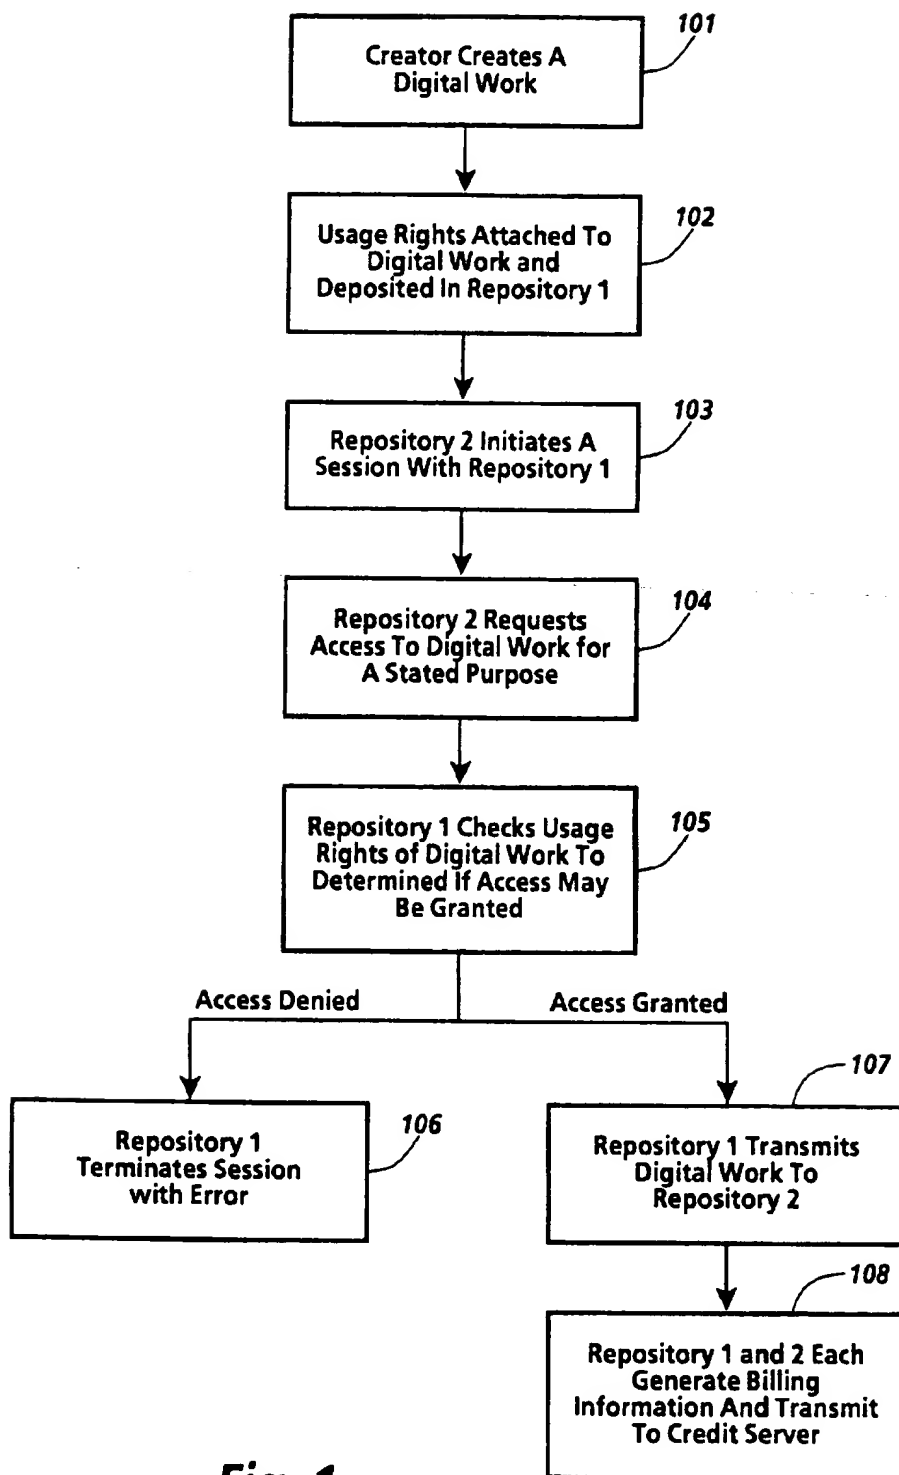 101
Creator Creates A
Digital Work
102
Usage Rights Attached To
Digital Work and
Deposited In Repository 1
103
Repository 2 Initiates A
Session With Repository 1
104
Repository 2 Requests
Access To Digital Work for
A Stated Purpose
105
Repository 1 Checks Usage
Rights of Digital Work To
Determined If Access May
Be Granted
Access Denied
Access Granted
106
Repository 1
Terminates Session
with Error
107
Repository 1 Transmits
Digital Work To
Repository 2
108
Repository 1 and 2 Each
Generate Billing
Information And Transmit
To Credit Server
Fig. 1